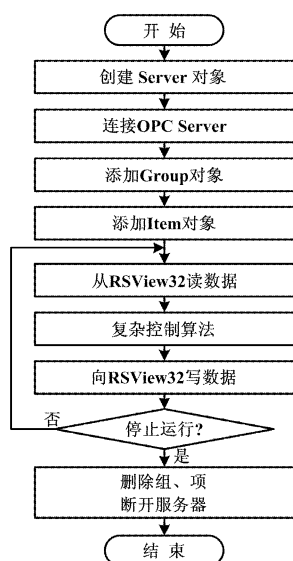 开 始
创建 Server 对象
连接OPC Server
添加Group对象
添加Item对象
从RSView32读数据
复杂控制算法
向RSView32写数据
否
停止运行?
是
删除组、项
断开服务器
结 束